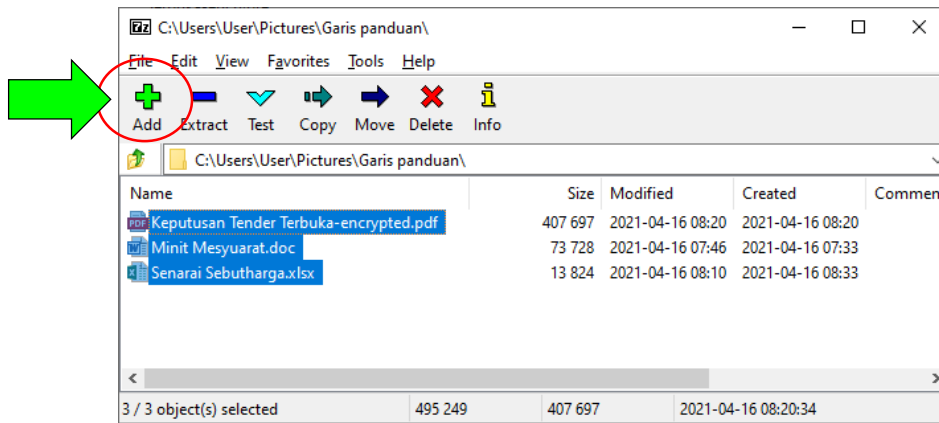 C:\Users\User\Pictures\Garis panduan\
File Edit View Favorites Tools Help
Add Extract Test Copy Move Delete Info
C:\Users\User\Pictures\Garis panduan\
Name Size Modified Created Commen
Keputusan Tender Terbuka-encrypted.pdf 407 697 2021-04-16 08:20 2021-04-16 08:20
Minit Mesyuarat.doc 73 728 2021-04-16 07:46 2021-04-16 07:33
Senarai Sebutharga.xlsx 13 824 2021-04-16 08:10 2021-04-16 08:33
3 / 3 object(s) selected 495 249 407 697 2021-04-16 08:20:34